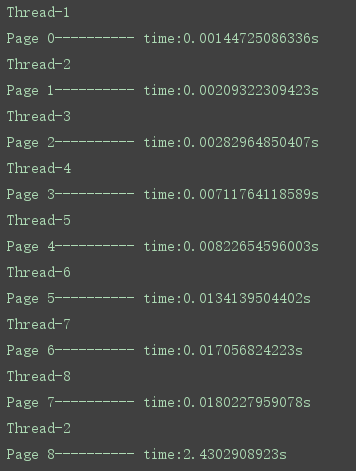 Thread-1
Page 0---------- time:0.00144725086336s
Thread-2
Page 1---------- time:0.00209322309423s
Thread-3
Page 2---------- time:0.00282964850407s
Thread-4
Page 3---------- time:0.00711764118589s
Thread-5
Page 4---------- time:0.00822654596003s
Thread-6
Page 5---------- time:0.0134139504402s
Thread-7
Page 6---------- time:0.017056824223s
Thread-8
Page 7---------- time:0.0180227959078s
Thread-2
Page 8---------- time:2.4302908923s